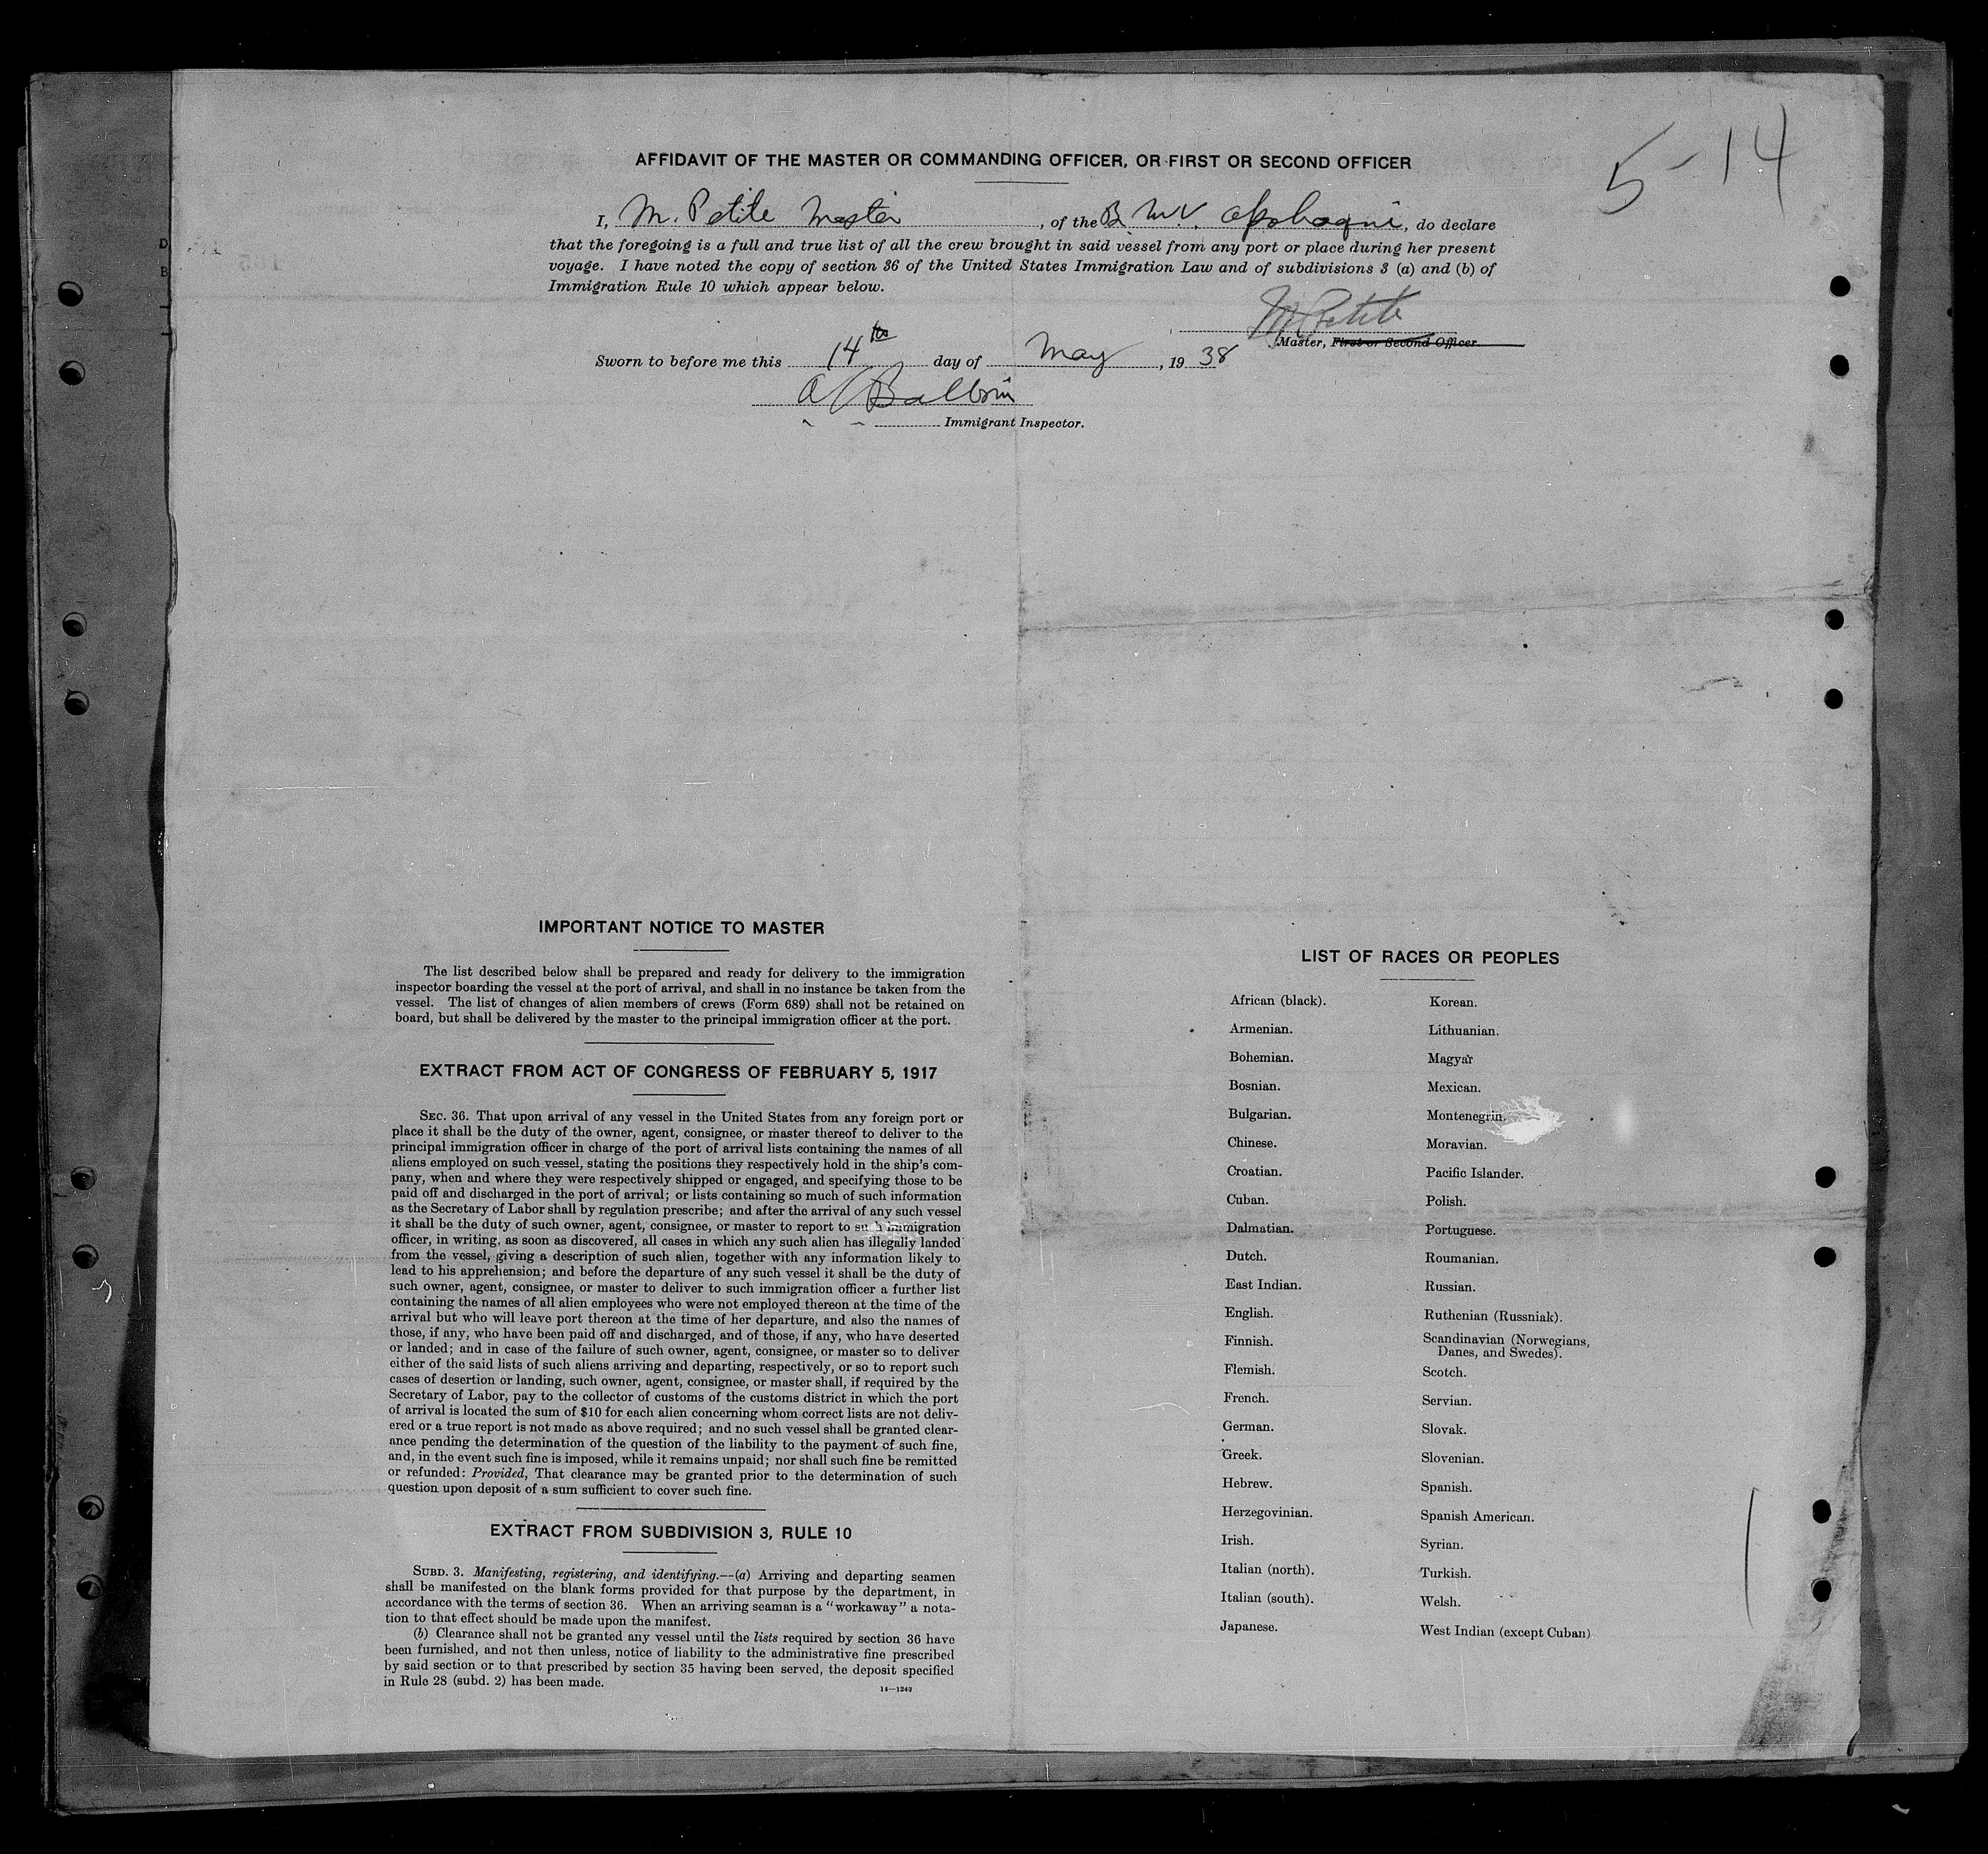 5-14
AFFIDAVIT OF THE MASTER OR COMMANDING OFFICER, OR FIRST OR SECOND OFFICER
I, M. Petite Master, of the B. M.V. Apohaqui, do declare
that the foregoing is a full and true list of all the crew brought in said vessel from any port or place during her present
voyage. I have noted the copy of section 36 of the United States Immigration Law and of subdivisions 3 (a) and (b) of
Immigration Rule 10 which appear below.
M Petite
Master, First or Second Officer.
Sworn to before me this 14th day of May, 1938
Immigrant Inspector.
IMPORTANT NOTICE TO MASTER
The list described below shall be prepared and ready for delivery to the immigration
inspector boarding the vessel at the port of arrival, and shall in no instance be taken from the
vessel. The list of changes of alien members of crews (Form 689) shall not be retained on
board, but shall be delivered by the master to the principal immigration officer at the port.
EXTRACT FROM ACT OF CONGRESS OF FEBRUARY 5, 1917
SEC. 36. That upon arrival of any vessel in the United States from any foreign port or
place it shall be the duty of the owner, agent, consignee, or master thereof to deliver to the
principal immigration officer in charge of the port of arrival lists containing the names of all
aliens employed on such vessel, stating the positions they respectively hold in the ship's com-
pany, when and where they were respectively shipped or engaged, and specifying those to be
paid off and discharged in the port of arrival; or lists containing so much of such information
as the Secretary of Labor shall by regulation prescribe; and after the arrival of any such vessel
it shall be the duty of such owner, agent, consignee, or master to report to such immigration
officer, in writing, as soon as discovered, all cases in which any such alien has illegally landed
from the vessel, giving a description of such alien, together with any information likely to
lead to his apprehension; and before the departure of any such vessel it shall be the duty of
such owner, agent, consignee, or master to deliver to such immigration officer a further list
containing the names of all alien employees who were not employed thereon at the time of the
arrival but who will leave port thereon at the time of her departure, and also the names of
those, if any, who have been paid off and discharged, and of those, if any, who have deserted
or landed; and in case of the failure of such owner, agent, consignee, or master so to deliver
either of the said lists of such aliens arriving and departing, respectively, or so to report such
cases of desertion or landing, such owner, agent, consignee, or master shall, if required by the
Secretary of Labor, pay to the collector of customs of the customs district in which the port
of arrival is located the sum of $10 for each alien concerning whom correct lists are not deliv-
ered or a true report is not made as above required; and no such vessel shall be granted clear-
ance pending the determination of the question of the liability to the payment of such fine,
and, in the event such fine is imposed, while it remains unpaid; nor shall such fine be remitted
or refunded: Provided, That clearance may be granted prior to the determination of such
question upon deposit of a sum sufficient to cover such fine.
EXTRACT FROM SUBDIVISION 3, RULE 10
SUBD. 3. Manifesting, registering, and identifying.--(a) Arriving and departing seamen
shall be manifested on the blank forms provided for that purpose by the department, in
accordance with the terms of section 36. When an arriving seaman is a "workaway" a nota-
tion to that effect should be made upon the manifest.
(b) Clearance shall not be granted any vessel until the lists required by section 36 have
been furnished, and not then unless, notice of liability to the administrative fine prescribed
by said section or to that prescribed by section 35 having been served, the deposit specified
in Rule 28 (subd. 2) has been made.
14—1249
LIST OF RACES OR PEOPLES
African (black).
Armenian.
Bohemian.
Bosnian.
Bulgarian.
Chinese.
Croatian.
Cuban.
Dalmatian.
Dutch.
East Indian.
English.
Finnish.
Flemish.
French.
German.
Greek.
Hebrew.
Herzegovinian.
Irish.
Italian (north).
Italian (south).
Japanese.
Korean.
Lithuanian.
Magyar
Mexican.
Montenegrin.
Moravian.
Pacific Islander.
Polish.
Portuguese.
Roumanian.
Russian.
Ruthenian (Russniak).
Scandinavian (Norwegians,
Danes, and Swedes).
Scotch.
Servian.
Slovak.
Slovenian.
Spanish.
Spanish American.
Syrian.
Turkish.
Welsh.
West Indian (except Cuban)